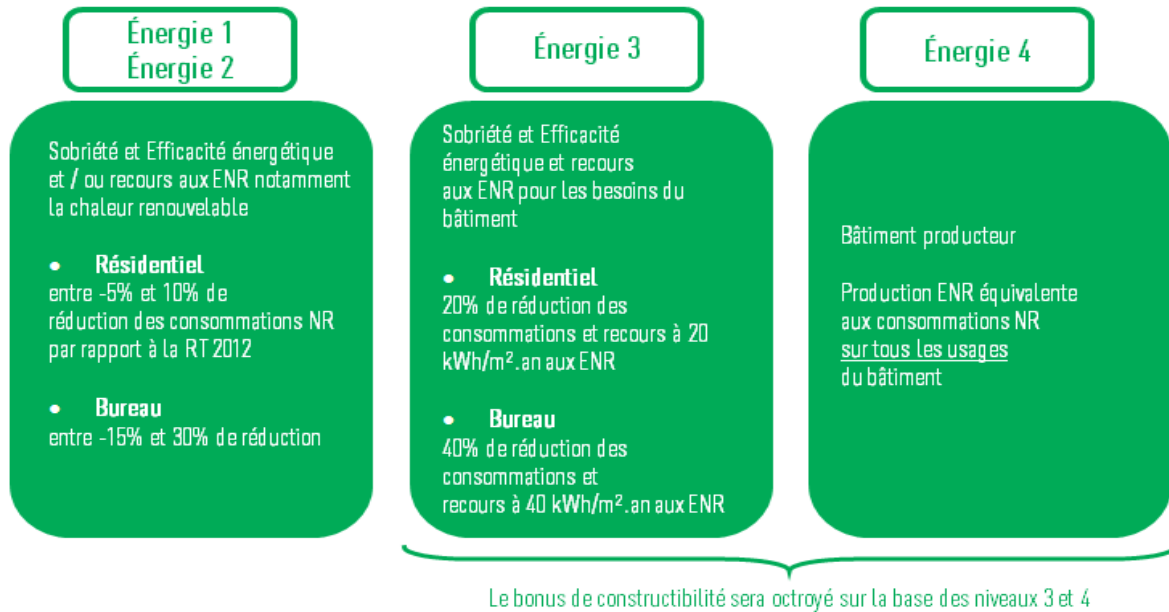 Énergie 1
Énergie 2
Sobriété et Efficacité énergétique
et / ou recours aux ENR notamment
la chaleur renouvelable
• Résidentiel
entre -5% et 10% de
réduction des consommations NR
par rapport à la RT 2012
• Bureau
entre -15% et 30% de réduction
Énergie 3
Sobriété et Efficacité
énergétique et recours
aux ENR pour les besoins du
bâtiment
• Résidentiel
20% de réduction des
consommations et recours à 20
kWh/m².an aux ENR
• Bureau
40% de réduction des
consommations et
recours à 40 kWh/m².an aux ENR
Énergie 4
Bâtiment producteur
Production ENR équivalente
aux consommations NR
sur tous les usages
du bâtiment
Le bonus de constructibilité sera octroyé sur la base des niveaux 3 et 4